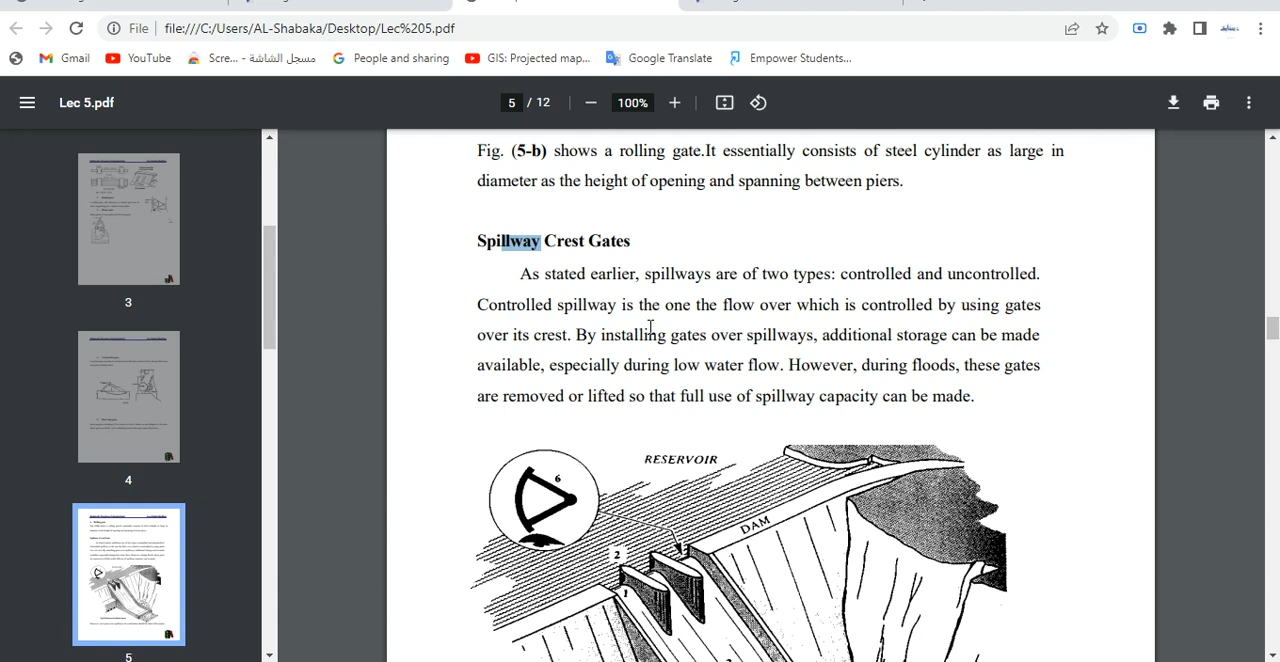 File
file:///C:/Users/AL-Shabaka/Desktop/Lec%205.pdf
Gmail
YouTube
Scre... - مسجل الشاشة
People and sharing
GIS: Projected map...
Google Translate
Empower Students...
Lec 5.pdf
5 / 12
100%
3
4
5
Fig. (5-b) shows a rolling gate.It essentially consists of steel cylinder as large in
diameter as the height of opening and spanning between piers.
Spillway Crest Gates
As stated earlier, spillways are of two types: controlled and uncontrolled.
Controlled spillway is the one the flow over which is controlled by using gates
over its crest. By installing gates over spillways, additional storage can be made
available, especially during low water flow. However, during floods, these gates
are removed or lifted so that full use of spillway capacity can be made.
RESERVOIR
6
DAM
2
1